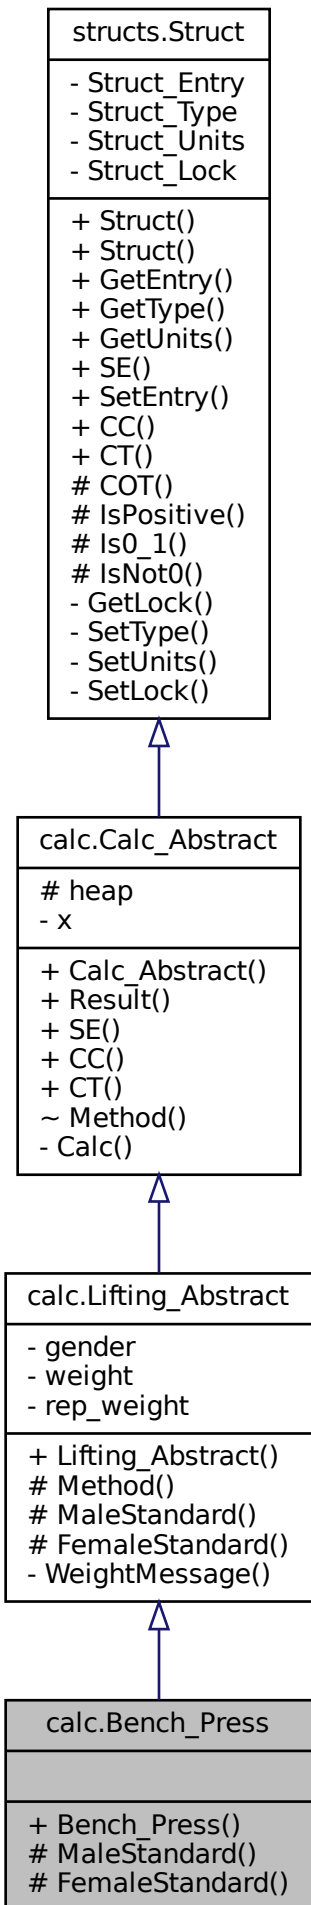 structs.Struct
- Struct_Entry
- Struct_Type
- Struct_Units
- Struct_Lock
+ Struct()
+ Struct()
+ GetEntry()
+ GetType()
+ GetUnits()
+ SE()
+ SetEntry()
+ CC()
+ CT()
# COT()
# IsPositive()
# Is0_1()
# IsNot0()
- GetLock()
- SetType()
- SetUnits()
- SetLock()
calc.Calc_Abstract
# heap
- x
+ Calc_Abstract()
+ Result()
+ SE()
+ CC()
+ CT()
~ Method()
- Calc()
calc.Lifting_Abstract
- gender
- weight
- rep_weight
+ Lifting_Abstract()
# Method()
# MaleStandard()
# FemaleStandard()
- WeightMessage()
calc.Bench_Press
+ Bench_Press()
# MaleStandard()
# FemaleStandard()